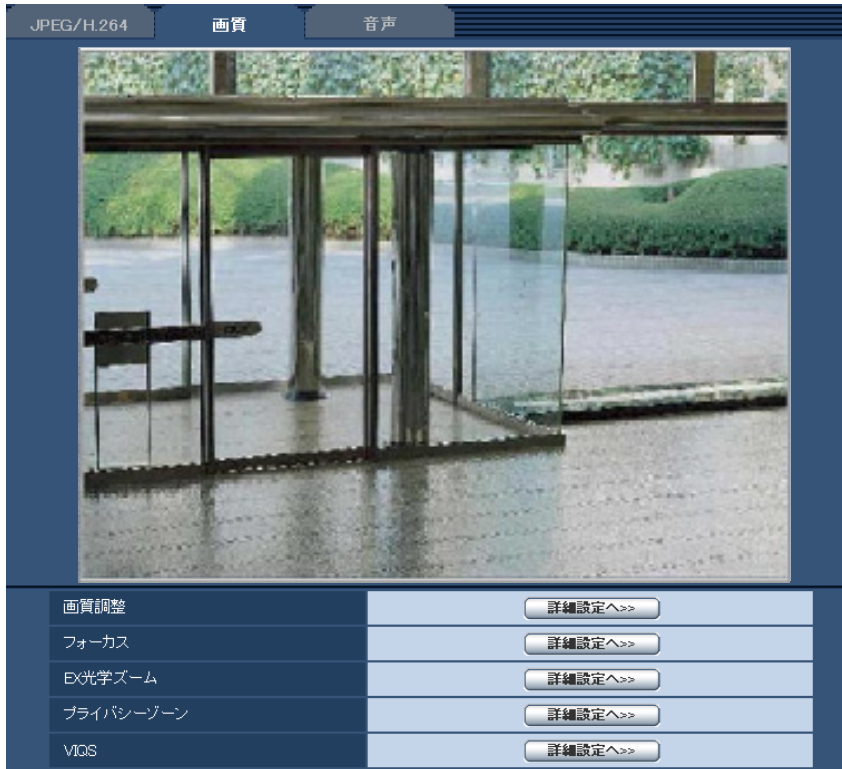 JPEG/H.264 画質 音声
画質調整 詳細設定へ>>
フォーカス 詳細設定へ>>
EX光学ズーム 詳細設定へ>>
プライバシーゾーン 詳細設定へ>>
VIQS 詳細設定へ>>